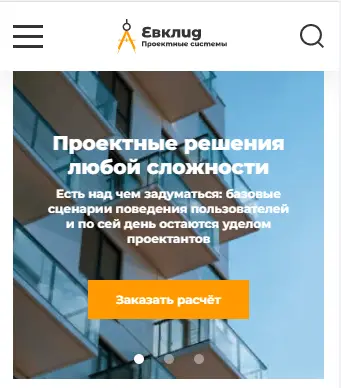 Евклид
Проектные системы
Проектные решения
любой сложности
Есть над чем задуматься: базовые
сценарии поведения пользователей
и по сей день остаются уделом
проектантов
Заказать расчёт